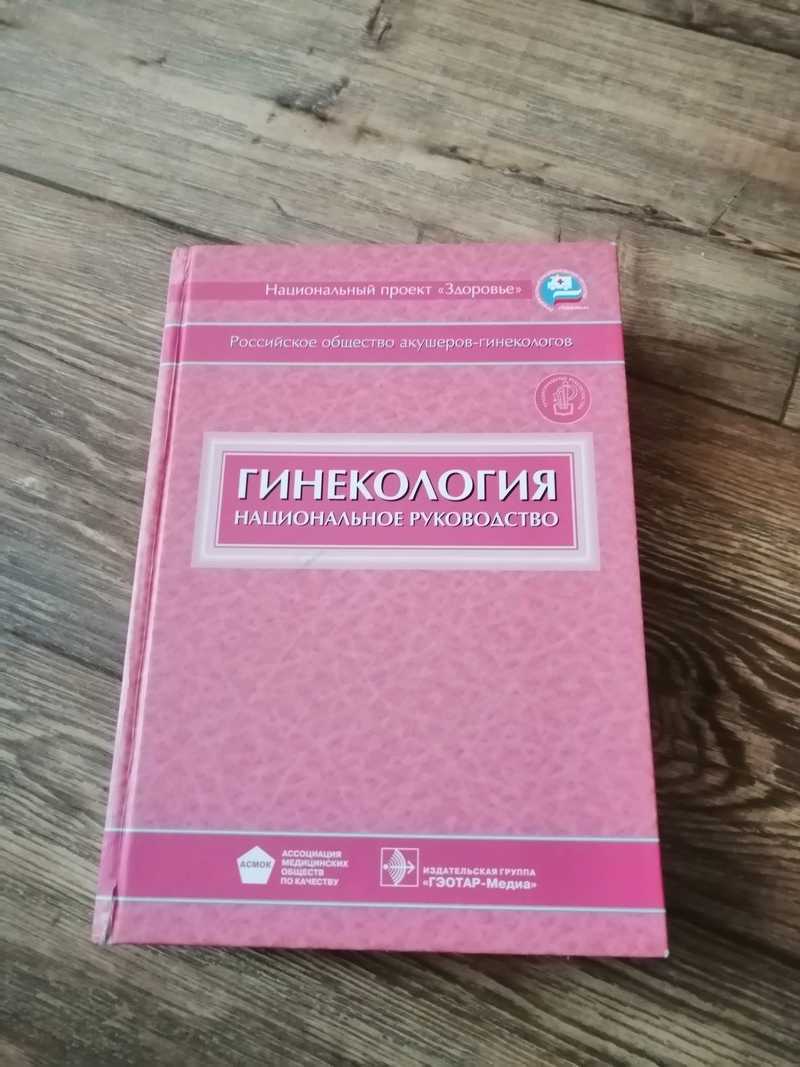 Национальный проект «Здоровье»
Российское общество акушеров-гинекологов
ГИНЕКОЛОГИЯ
НАЦИОНАЛЬНОЕ РУКОВОДСТВО
АСМОК
АССОЦИАЦИЯ
МЕДИЦИНСКИХ
ОБЩЕСТВ
ПО КАЧЕСТВУ
ИЗДАТЕЛЬСКАЯ ГРУППА
«ГЭОТАР-Медиа»